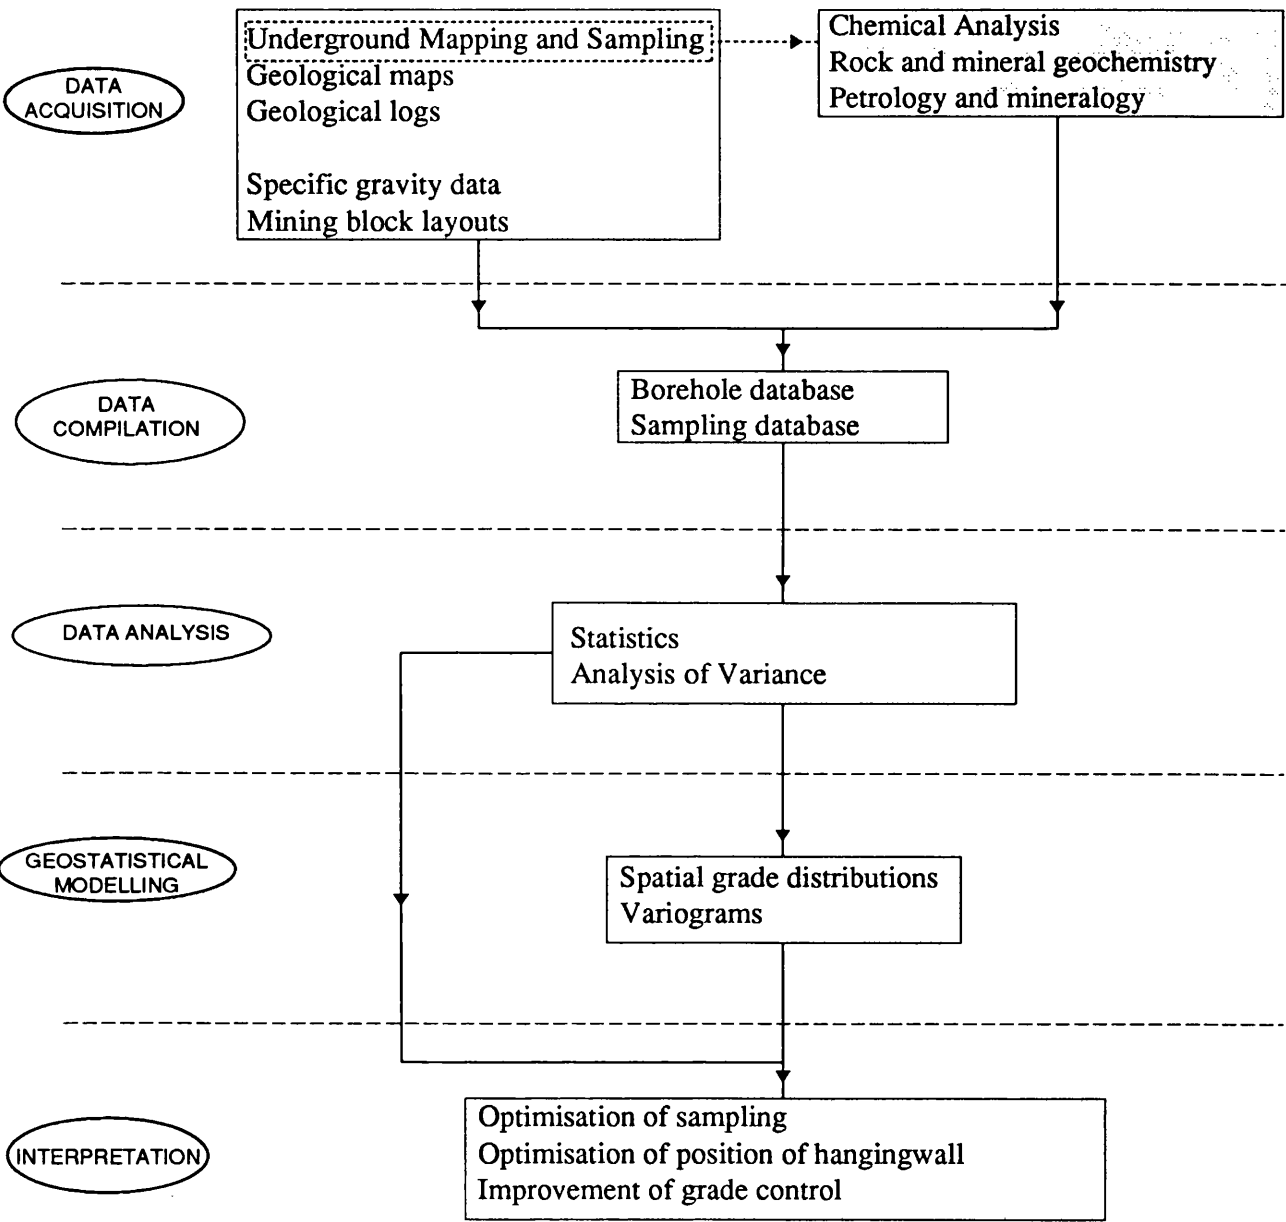 Underground Mapping and Sampling
Geological maps
Geological logs
Specific gravity data
Mining block layouts
Chemical Analysis
Rock and mineral geochemistry
Petrology and mineralogy
DATA
ACQUISITION
DATA
COMPILATION
Borehole database
Sampling database
DATA ANALYSIS
Statistics
Analysis of Variance
GEOSTATISTICAL
MODELLING
Spatial grade distributions
Variograms
INTERPRETATION
Optimisation of sampling
Optimisation of position of hangingwall
Improvement of grade control